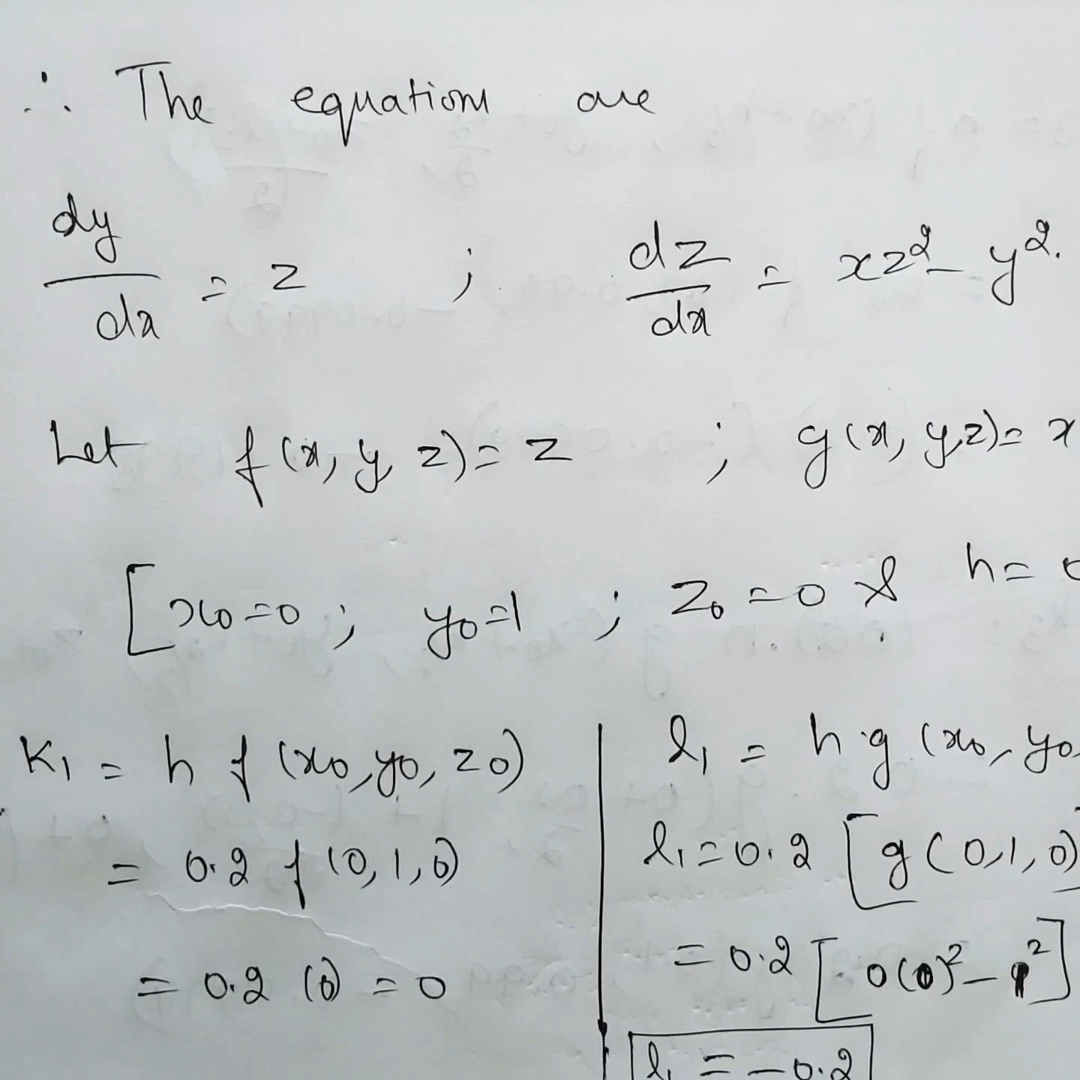 ∴ The equations are
dy/dx = z ; dz/dx = xz² - y².
Let f(x, y, z) = z ; g(x, y, z) = x
[x₀ = 0 ; y₀ = 1 ; z₀ = 0 & h =
K₁ = h f (x₀, y₀, z₀)
= 0.2 f (0, 1, 0)
= 0.2 (0) = 0
l₁ = h·g (x₀, y₀,
l₁ = 0.2 [g(0,1,0)
= 0.2 [0(0)² - 1²]
l₁ = -0.2